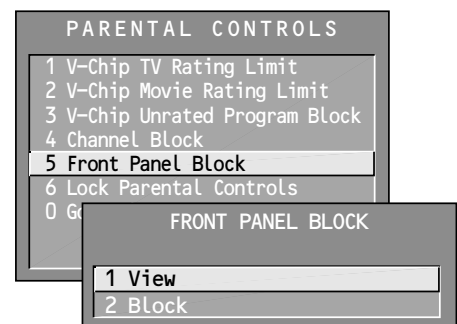 PARENTAL CONTROLS
1 V-Chip TV Rating Limit
2 V-Chip Movie Rating Limit
3 V-Chip Unrated Program Block
4 Channel Block
5 Front Panel Block
6 Lock Parental Controls
0
FRONT PANEL BLOCK
1 View
2 Block